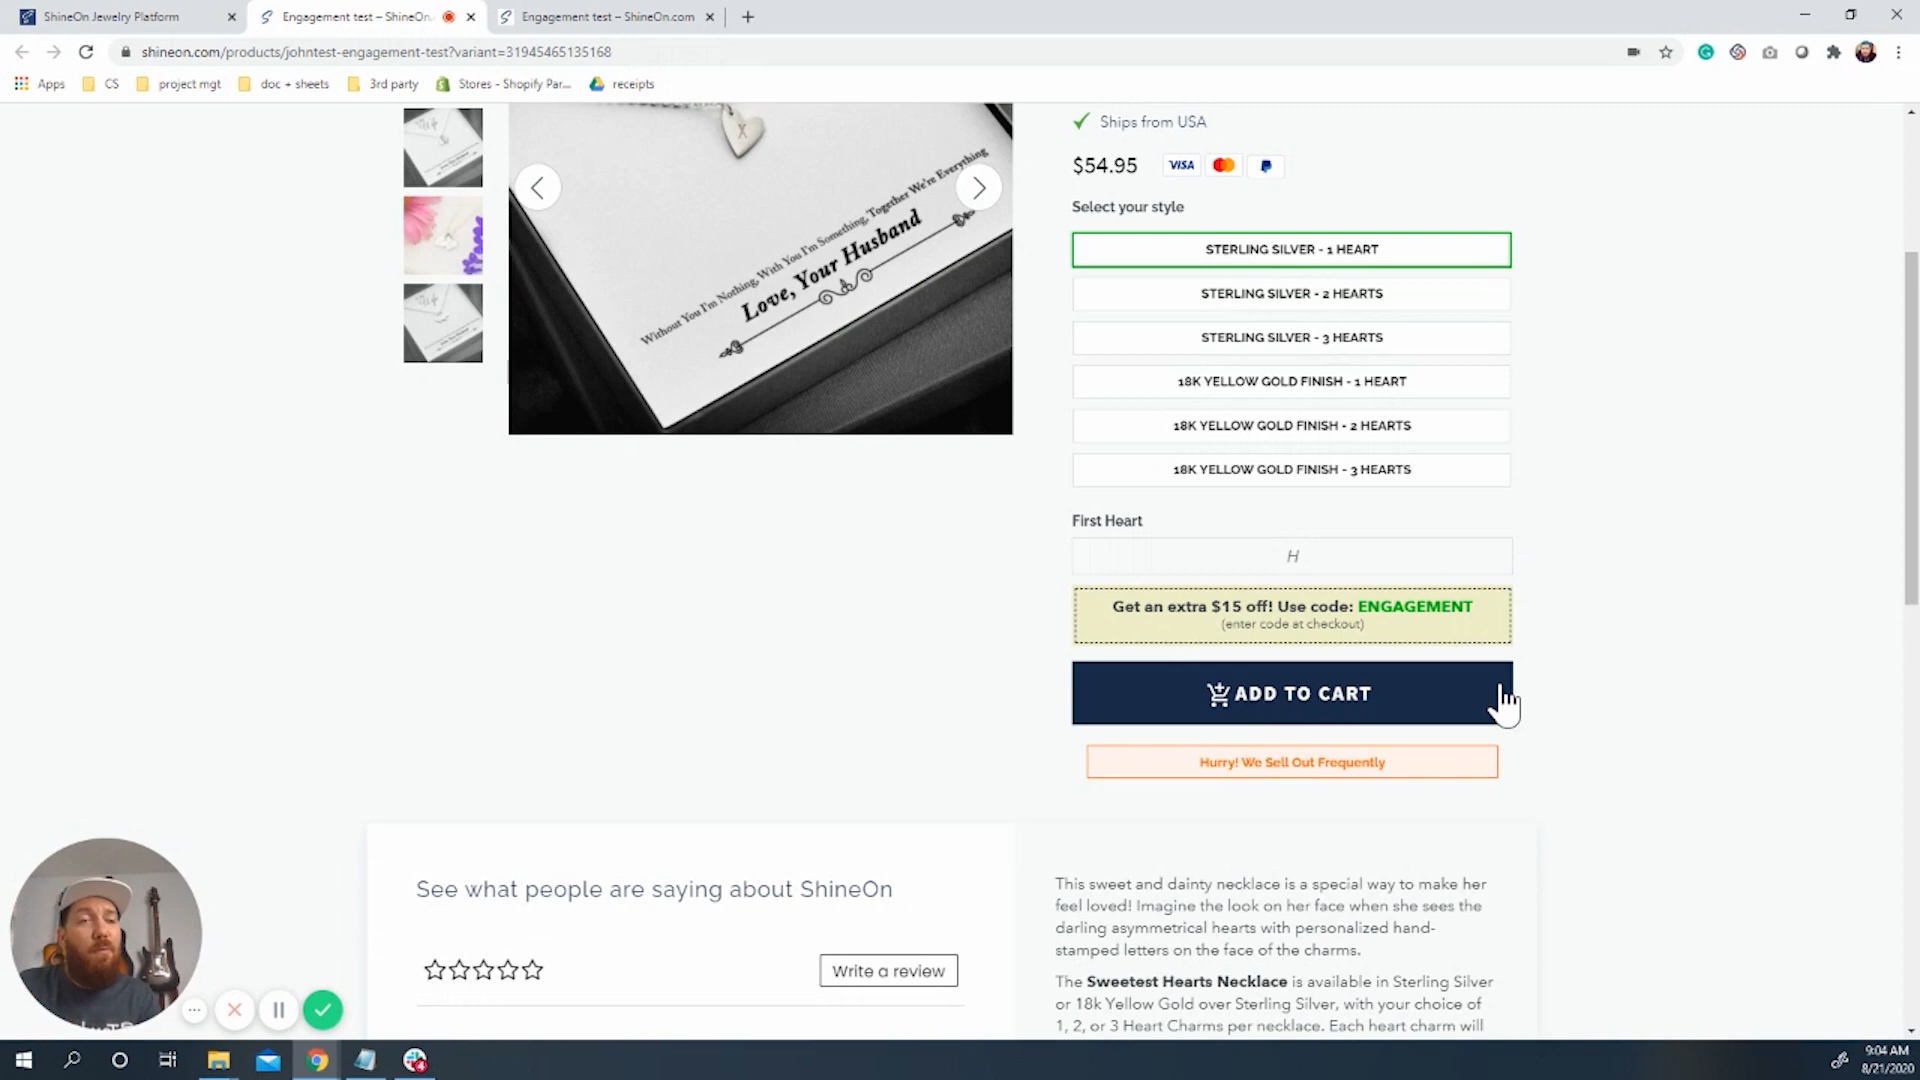 ShineOn Jewelry Platform
Engagement test – ShineOn.
Engagement test – ShineOn.com
shineon.com/products/johntest-engagement-test?variant=31945465135168
Apps
CS
project mgt
doc + sheets
3rd party
Stores - Shopify Par...
receipts
Ships from USA
$54.95
VISA
Select your style
STERLING SILVER - 1 HEART
STERLING SILVER - 2 HEARTS
STERLING SILVER - 3 HEARTS
18K YELLOW GOLD FINISH - 1 HEART
18K YELLOW GOLD FINISH - 2 HEARTS
18K YELLOW GOLD FINISH - 3 HEARTS
X
Without You I'm Nothing, With You I'm Something, Together We're Everything
Love, Your Husband
First Heart
H
Get an extra $15 off! Use code: ENGAGEMENT
(enter code at checkout)
ADD TO CART
Hurry! We Sell Out Frequently
See what people are saying about ShineOn
Write a review
This sweet and dainty necklace is a special way to make her
feel loved! Imagine the look on her face when she sees the
darling asymmetrical hearts with personalized hand-
stamped letters on the face of the charms.
The Sweetest Hearts Necklace is available in Sterling Silver
or 18k Yellow Gold over Sterling Silver, with your choice of
1, 2, or 3 Heart Charms per necklace. Each heart charm will
4
9:04 AM
8/21/2020